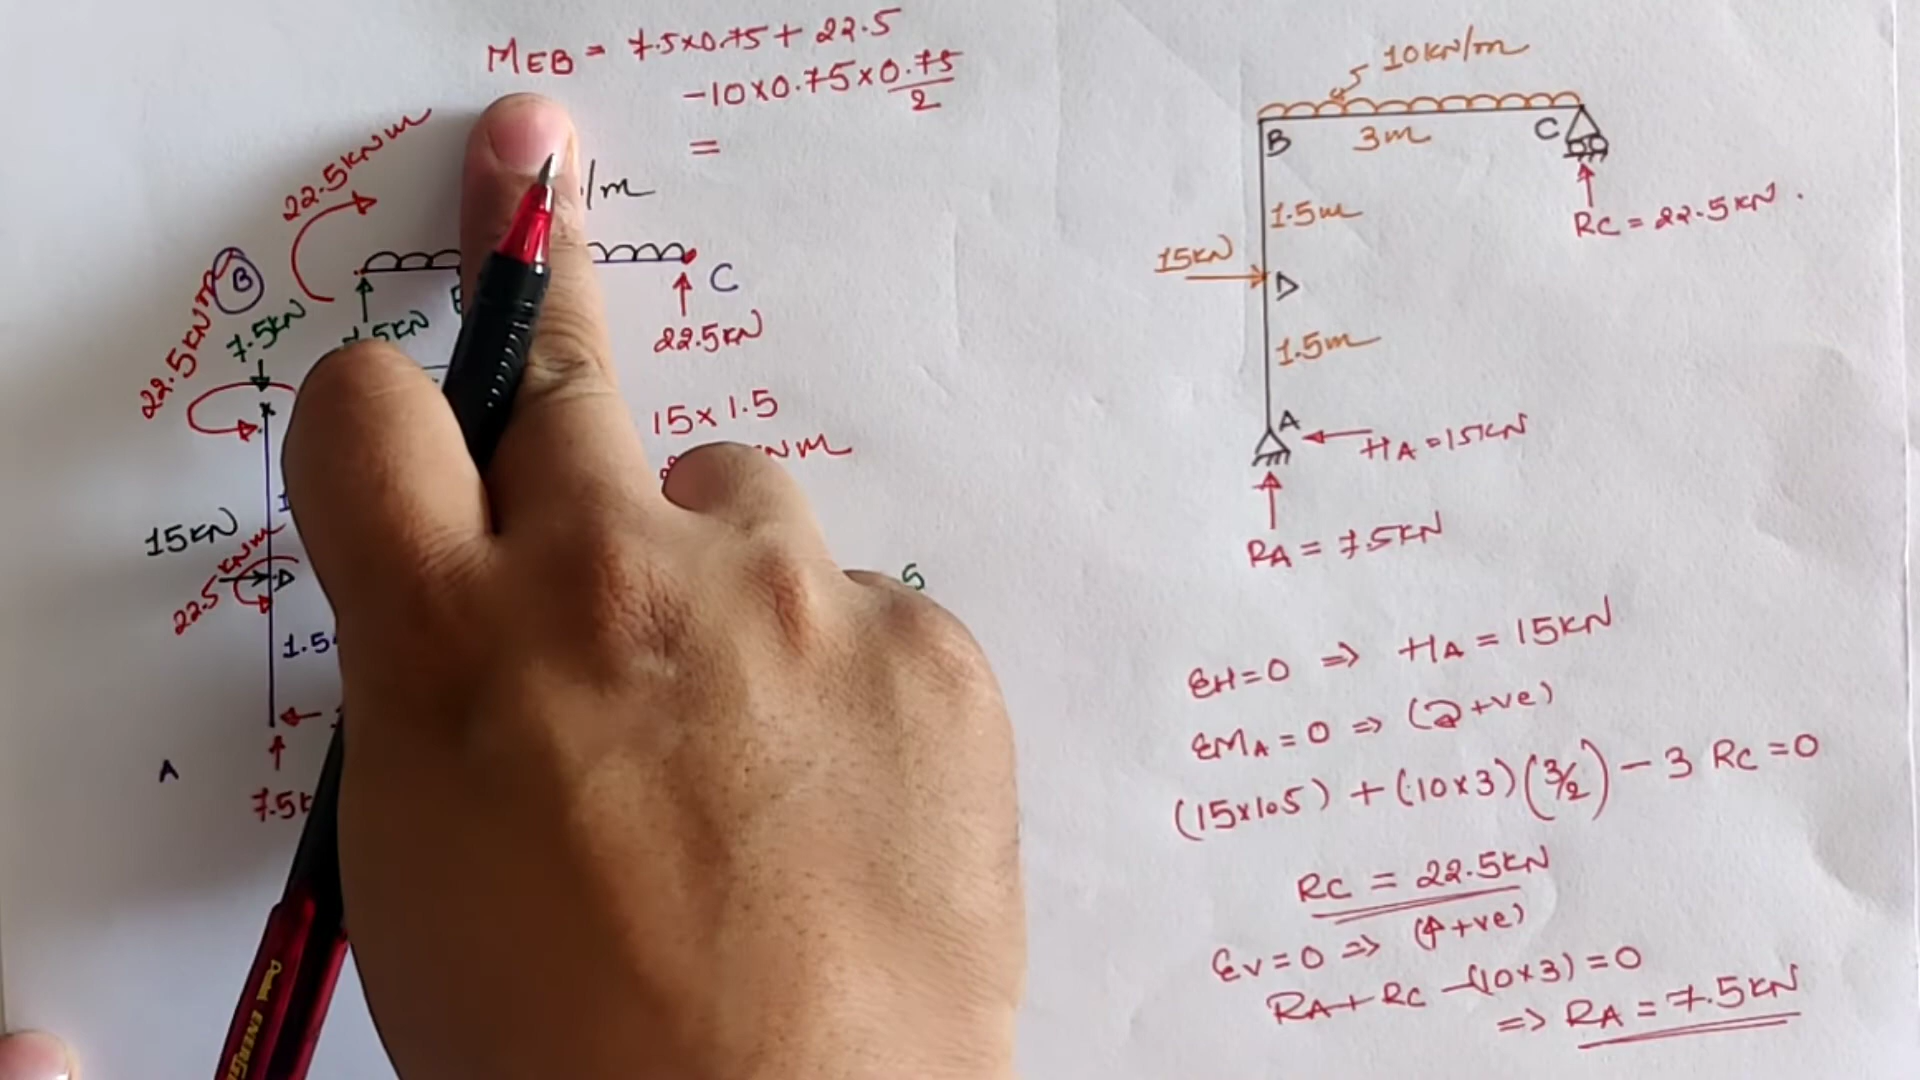 MEB = 7.5×0.75 + 22.5
-10×0.75×0.75/2
=
22.5KNm
/m
B
22.5KNm
7.5KN
7.5KN
22.5KN
C
15× 1.5
KNm
15KN
22.5KNm
D
1.5
5
A
7.5K
10KN/m
B
3m
C
RC = 22.5KN.
1.5m
15KN
D
1.5m
A
HA=15KN
RA = 7.5KN
ΣH=0 => HA = 15KN
ΣMA=0 => (↻+ve)
(15×1.5) + (10×3)(3/2) - 3 RC =0
RC = 22.5KN
ΣV=0 => (↑+ve)
RA+RC -(10×3)=0
=> RA = 7.5KN